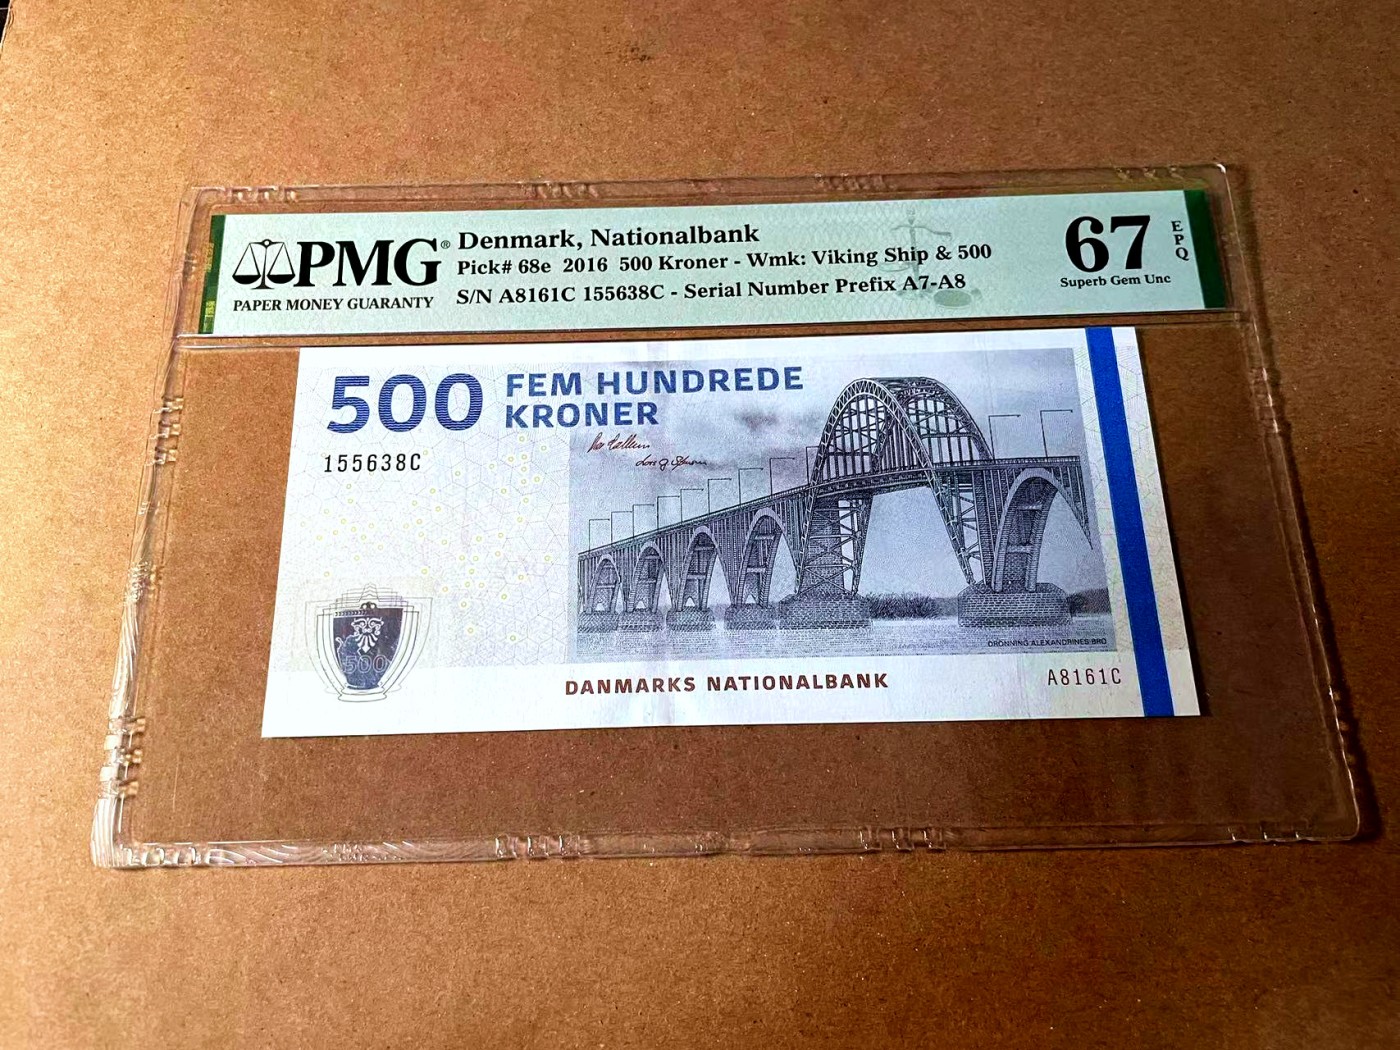 PMG®
PAPER MONEY GUARANTY
Denmark, Nationalbank
Pick# 68e 2016 500 Kroner - Wmk: Viking Ship & 500
S/N A8161C 155638C - Serial Number Prefix A7-A8
67
EPQ
Superb Gem Unc
500
FEM HUNDREDE
KRONER
155638C
500
DRONNING ALEXANDRINES BRO
DANMARKS NATIONALBANK
A8161C